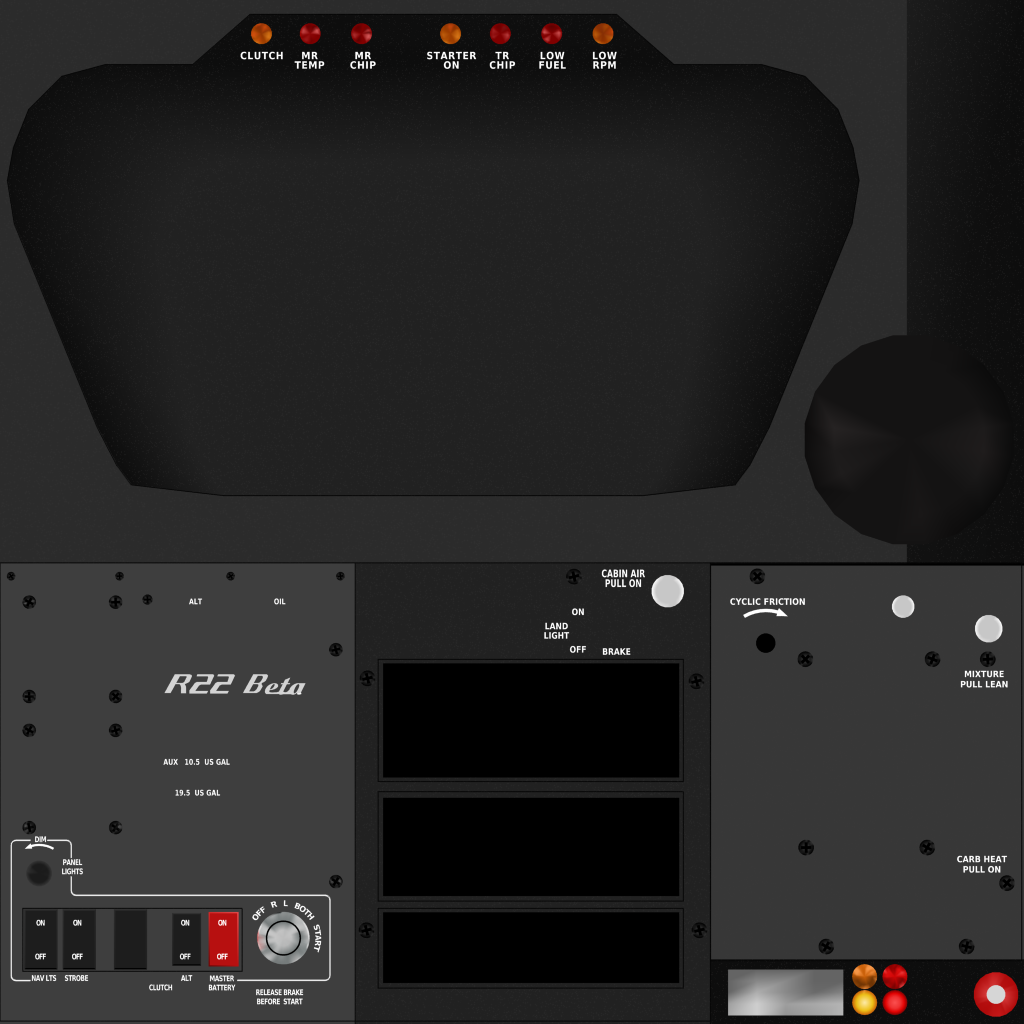 CLUTCH
MR
TEMP
MR
CHIP
STARTER
ON
TR
CHIP
LOW
FUEL
LOW
RPM
ALT
OIL
R22 Beta
AUX 10.5 US GAL
19.5 US GAL
DIM
PANEL
LIGHTS
ON
OFF
NAV LTS
ON
OFF
STROBE
CLUTCH
ON
OFF
ALT
ON
OFF
MASTER
BATTERY
OFF R L BOTH START
RELEASE BRAKE
BEFORE START
CABIN AIR
PULL ON
ON
LAND
LIGHT
OFF
BRAKE
CYCLIC FRICTION
MIXTURE
PULL LEAN
CARB HEAT
PULL ON